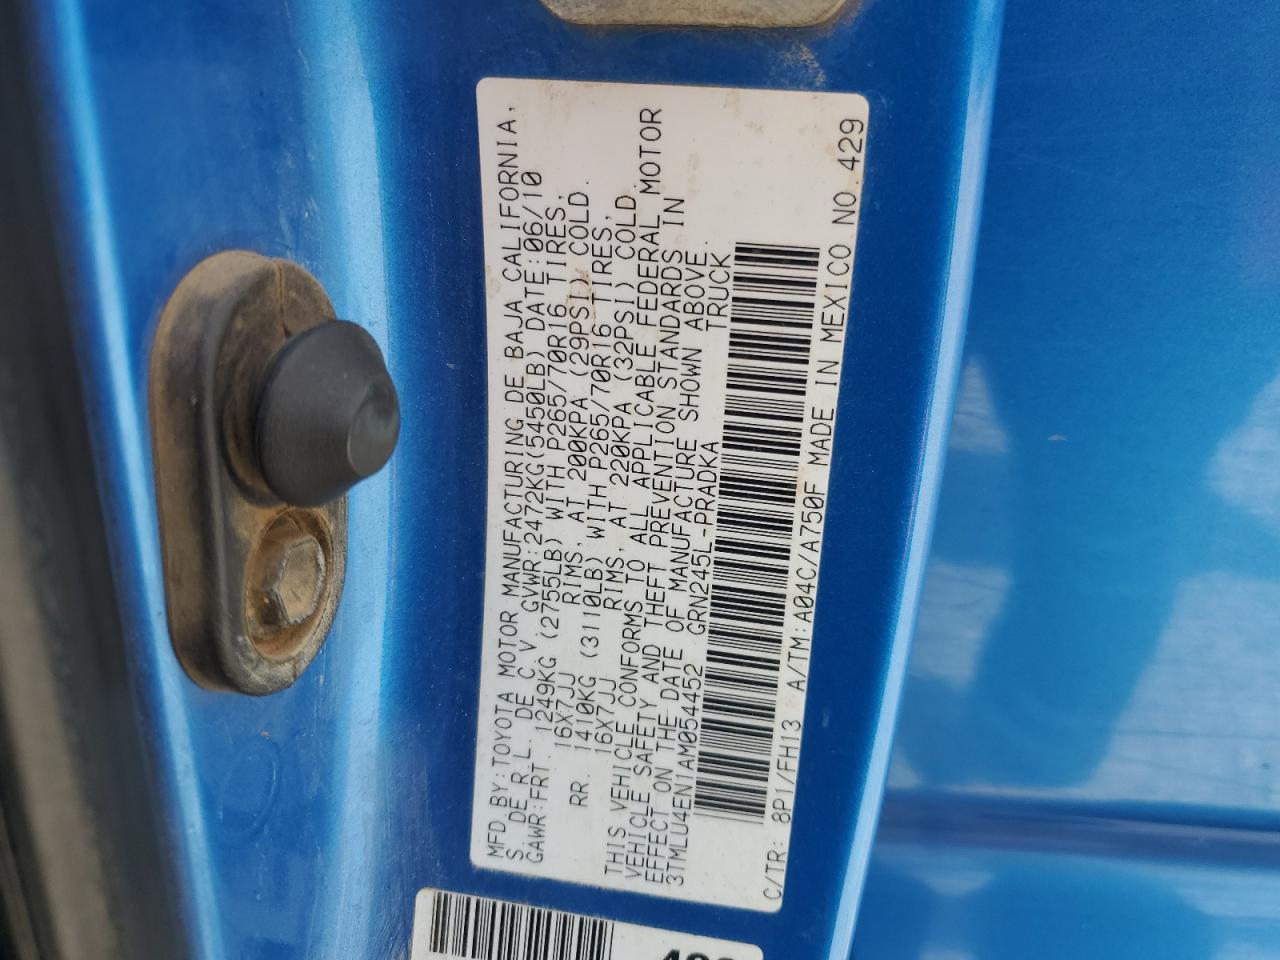 MFD.BY:TOYOTA MOTOR MANUFACTURING DE BAJA CALIFORNIA,
S. DE R.L. DE C.V. GVWR:2472KG(5450LB) DATE:06/10
GAWR:FRT. 1249KG (2755LB) WITH P265/70R16 TIRES,
16X7JJ RIMS, AT 200KPA (29PSI) COLD.
RR. 1410KG (3110LB) WITH P265/70R16 TIRES,
16X7JJ RIMS, AT 220KPA (32PSI) COLD.
THIS VEHICLE CONFORMS TO ALL APPLICABLE FEDERAL MOTOR
VEHICLE SAFETY AND THEFT PREVENTION STANDARDS IN
EFFECT ON THE DATE OF MANUFACTURE SHOWN ABOVE.
3TMLU4EN1AM054452 GRN245L-PRADKA TRUCK
C/TR: 8P1/FH13 A/TM:A04C/A750F MADE IN MEXICO NO 429